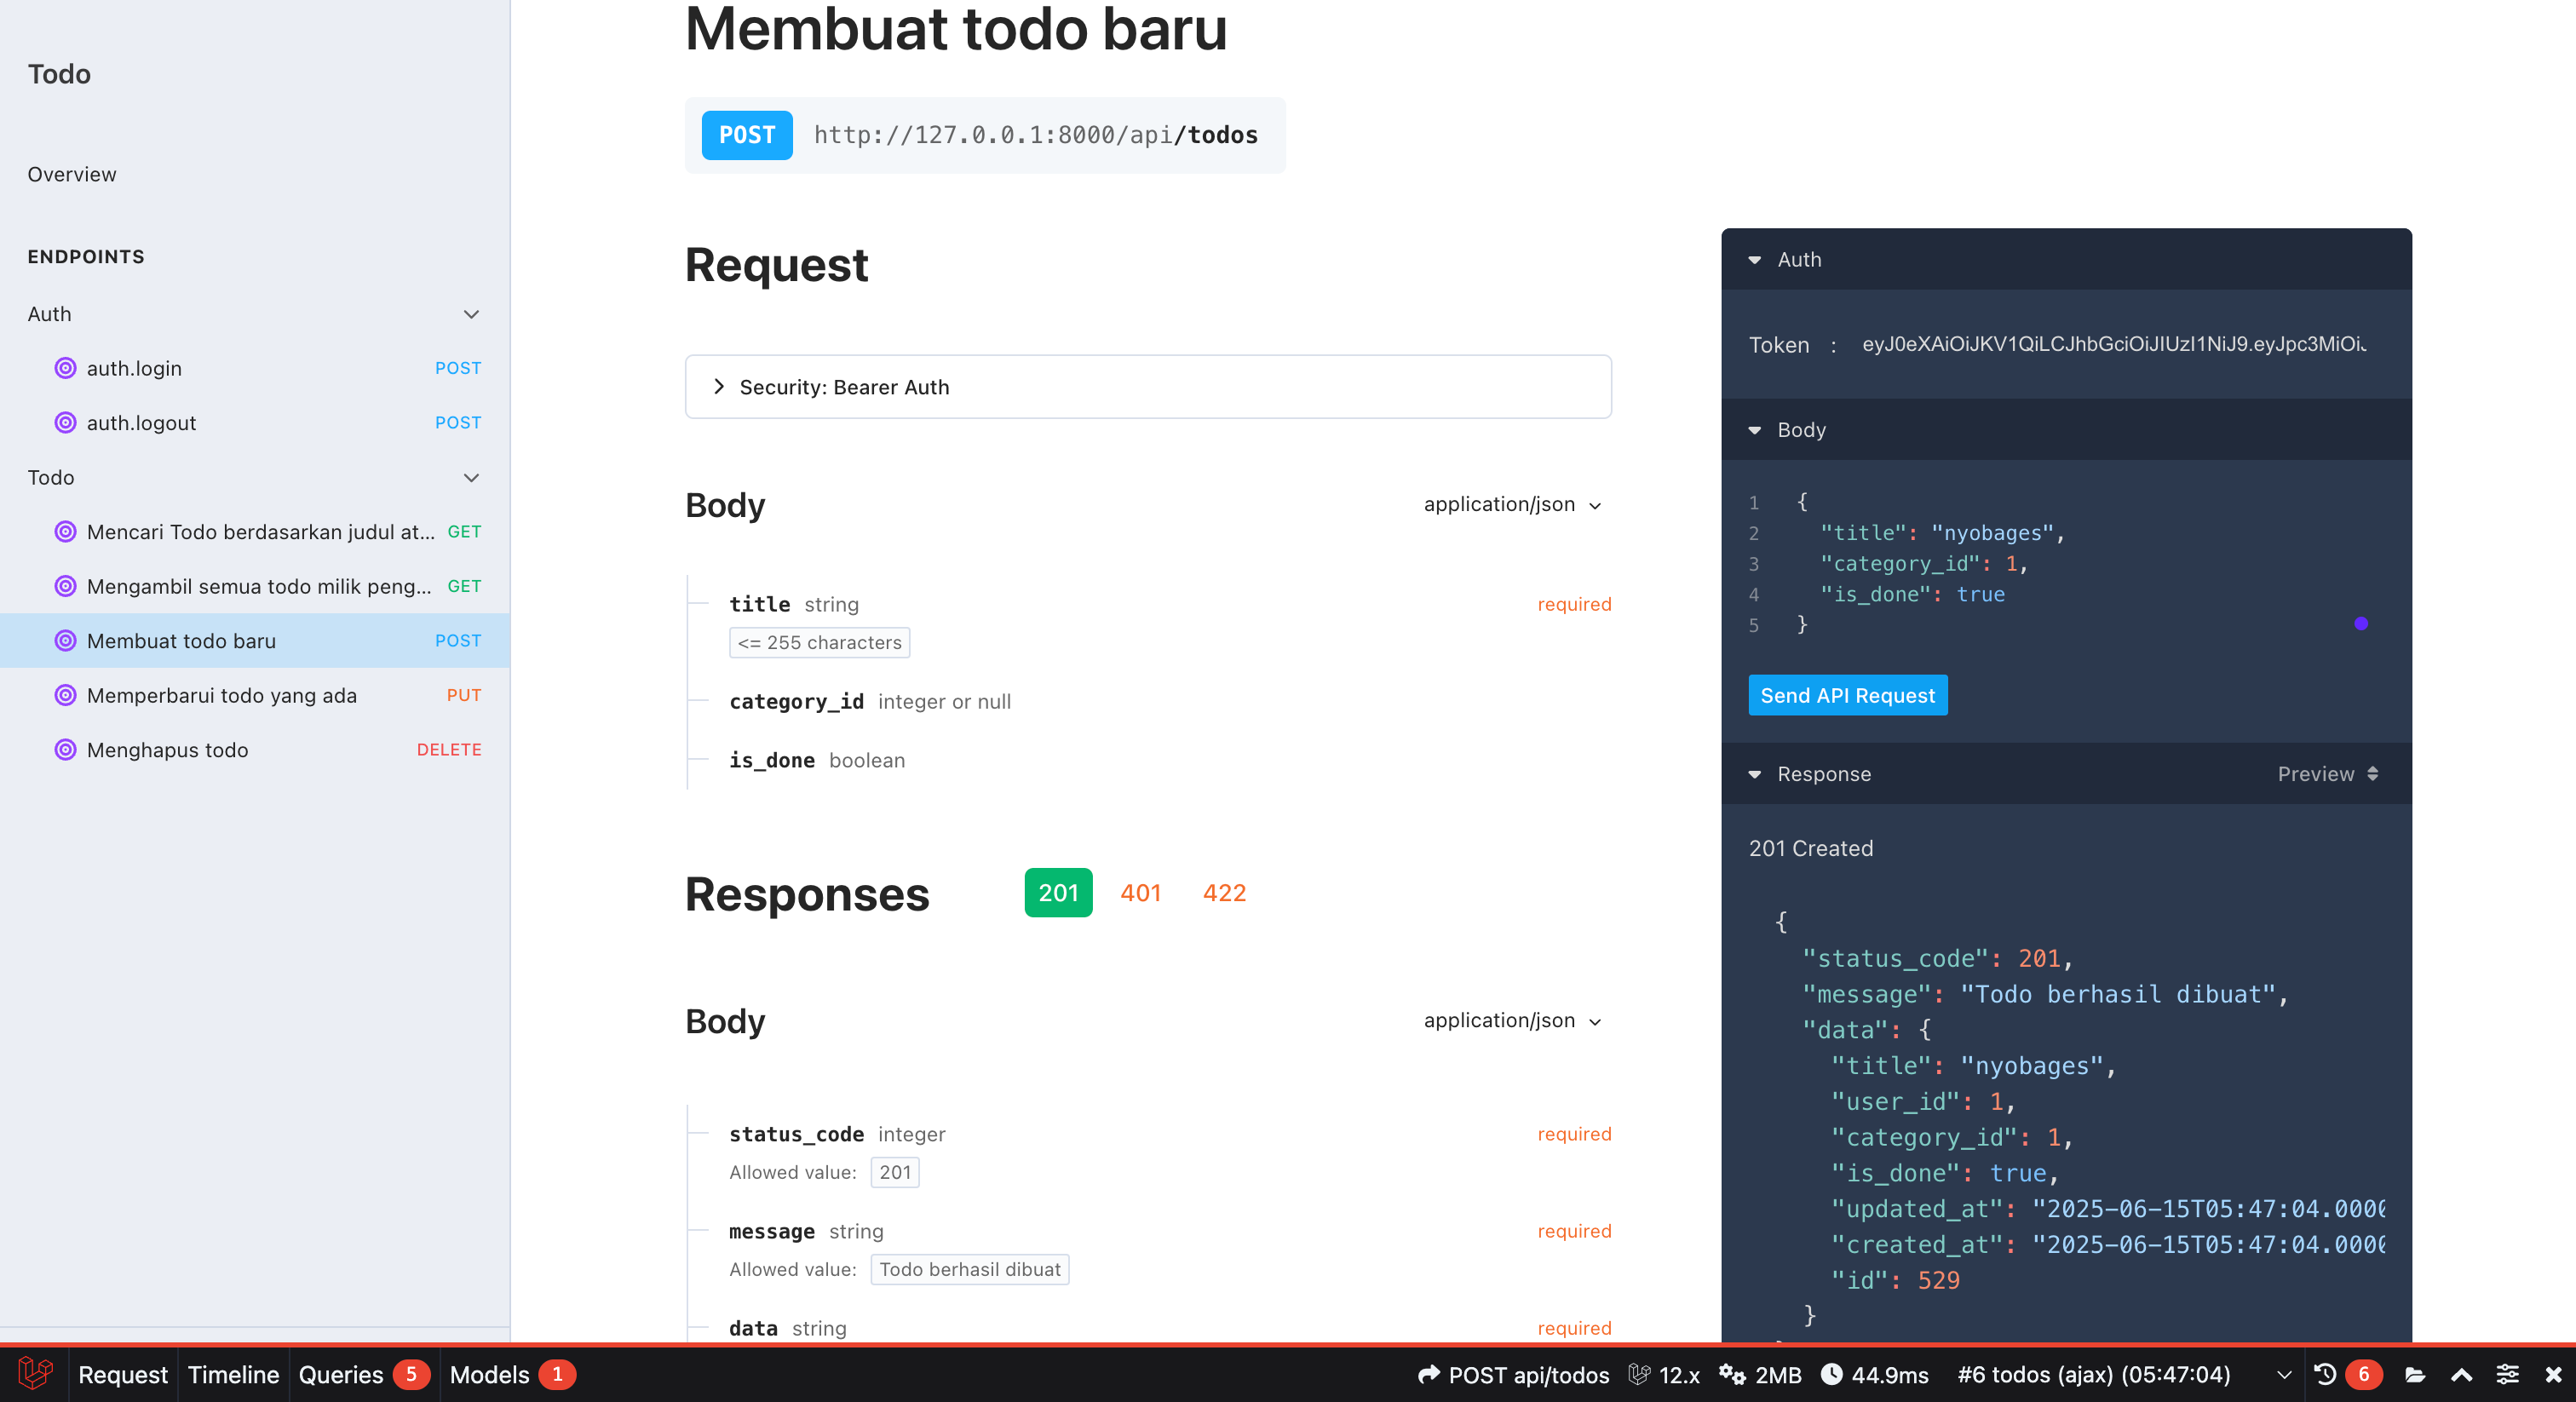 Todo
Overview
ENDPOINTS
Auth
auth.login POST
auth.logout POST
Todo
Mencari Todo berdasarkan judul at... GET
Mengambil semua todo milik peng... GET
Membuat todo baru POST
Memperbarui todo yang ada PUT
Menghapus todo DELETE
Membuat todo baru
POST http://127.0.0.1:8000/api/todos
Request
Security: Bearer Auth
Body application/json
title string required
<= 255 characters
category_id integer or null
is_done boolean
Responses 201 401 422
Body application/json
status_code integer required
Allowed value: 201
message string required
Allowed value: Todo berhasil dibuat
data string required
Auth
Token : eyJ0eXAiOiJKV1QiLCJhbGciOiJIUzI1NiJ9.eyJpc3MiOiJ
Body
1 {
2 "title": "nyobages",
3 "category_id": 1,
4 "is_done": true
5 }
Send API Request
Response Preview
201 Created
{
"status_code": 201,
"message": "Todo berhasil dibuat",
"data": {
"title": "nyobages",
"user_id": 1,
"category_id": 1,
"is_done": true,
"updated_at": "2025-06-15T05:47:04.0000
"created_at": "2025-06-15T05:47:04.0000
"id": 529
}
Request Timeline Queries 5 Models 1 POST api/todos 12.x 2MB 44.9ms #6 todos (ajax) (05:47:04) 6